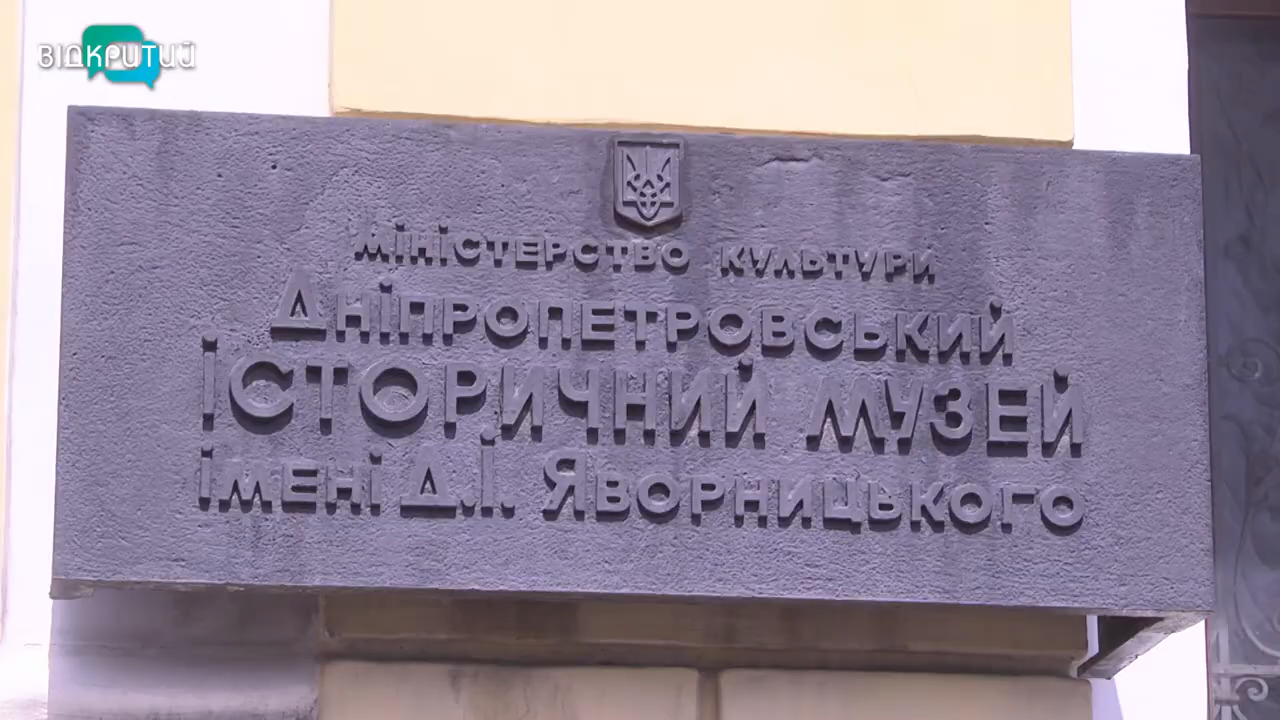 ВІДКРИТИЙ
МІНІСТЕРСТВО КУЛЬТУРИ
ДНІПРОПЕТРОВСЬКИЙ
ІСТОРИЧНИЙ МУЗЕЙ
ІМЕНІ Д.І. ЯВОРНИЦЬКОГО